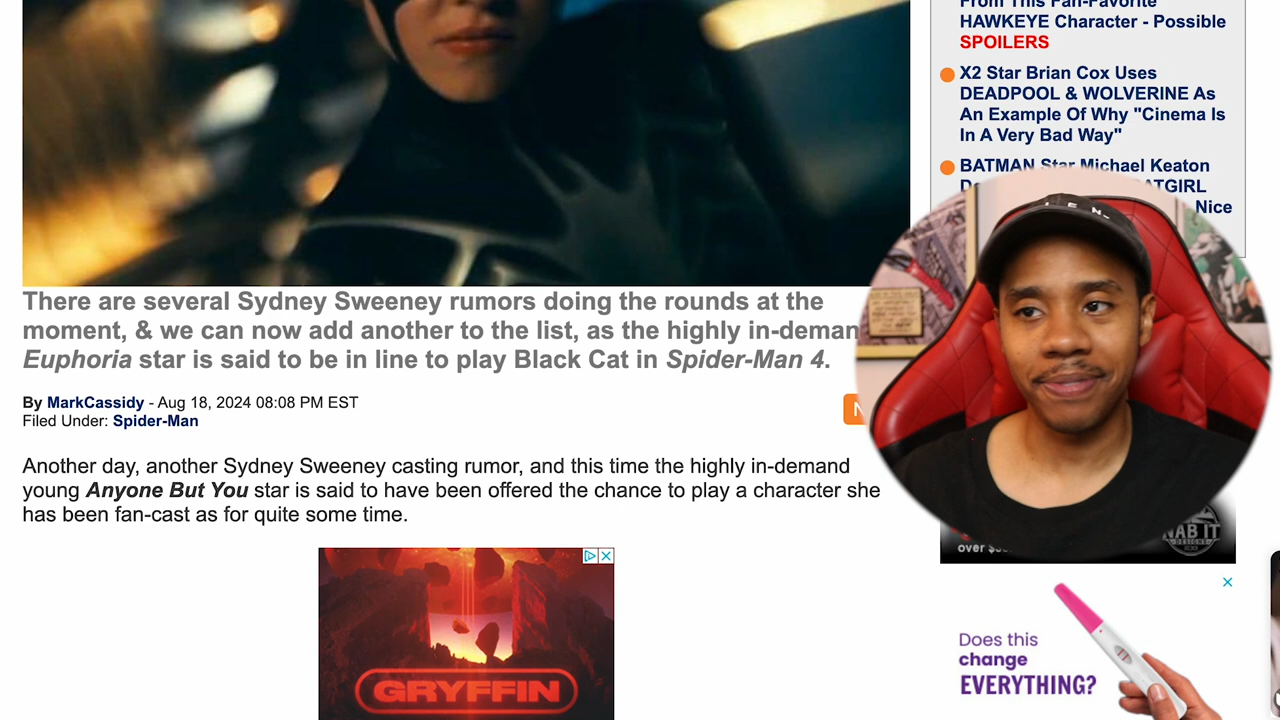 From This Fan-Favorite
HAWKEYE Character - Possible
SPOILERS
X2 Star Brian Cox Uses
DEADPOOL & WOLVERINE As
An Example Of Why "Cinema Is
In A Very Bad Way"
BATMAN Star Michael Keaton
Nice
There are several Sydney Sweeney rumors doing the rounds at the
moment, & we can now add another to the list, as the highly in-deman
Euphoria star is said to be in line to play Black Cat in Spider-Man 4.
By MarkCassidy - Aug 18, 2024 08:08 PM EST
Filed Under: Spider-Man
N
Another day, another Sydney Sweeney casting rumor, and this time the highly in-demand
young Anyone But You star is said to have been offered the chance to play a character she
has been fan-cast as for quite some time.
GRYFFIN
NAB IT
over
Does this
change
EVERYTHING?